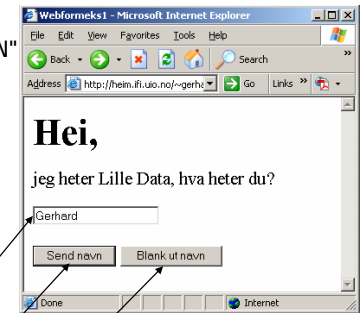 Webformeks1 - Microsoft Internet Explorer
File Edit View Favorites Tools Help
N"
Back Search »
Address http://heim.ifi.uio.no/~gerha Go Links »
Hei,
jeg heter Lille Data, hva heter du?
Gerhard
Send navn Blank ut navn
Done Internet